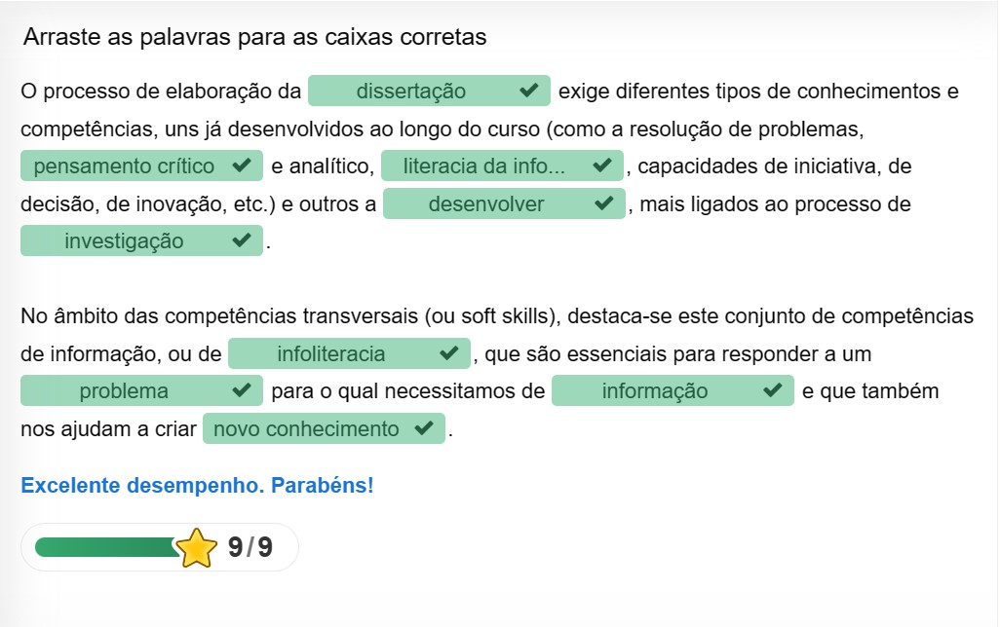 Arraste as palavras para as caixas corretas
O processo de elaboração da dissertação exige diferentes tipos de conhecimentos e
competências, uns já desenvolvidos ao longo do curso (como a resolução de problemas,
pensamento crítico e analítico, literacia da info... , capacidades de iniciativa, de
decisão, de inovação, etc.) e outros a desenvolver , mais ligados ao processo de
investigação .
No âmbito das competências transversais (ou soft skills), destaca-se este conjunto de competências
de informação, ou de infoliteracia , que são essenciais para responder a um
problema para o qual necessitamos de informação e que também
nos ajudam a criar novo conhecimento .
Excelente desempenho. Parabéns!
9/9